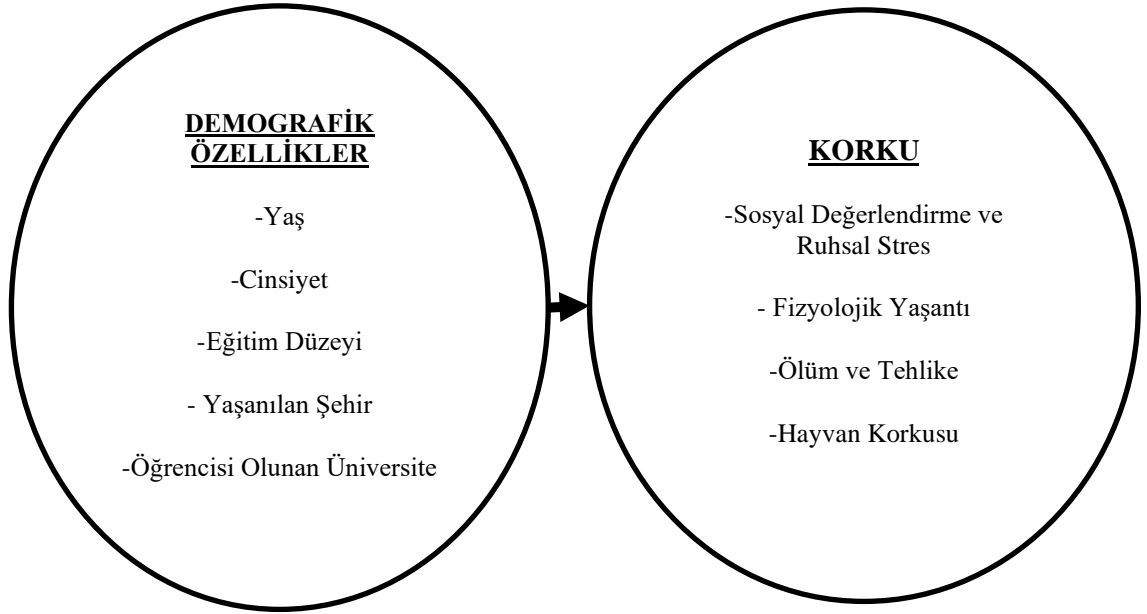 DEMOGRAFİK
ÖZELLİKLER
-Yaş
-Cinsiyet
-Eğitim Düzeyi
- Yaşanılan Şehir
-Öğrencisi Olunan Üniversite
KORKU
-Sosyal Değerlendirme ve
Ruhsal Stres
- Fizyolojik Yaşantı
-Ölüm ve Tehlike
-Hayvan Korkusu